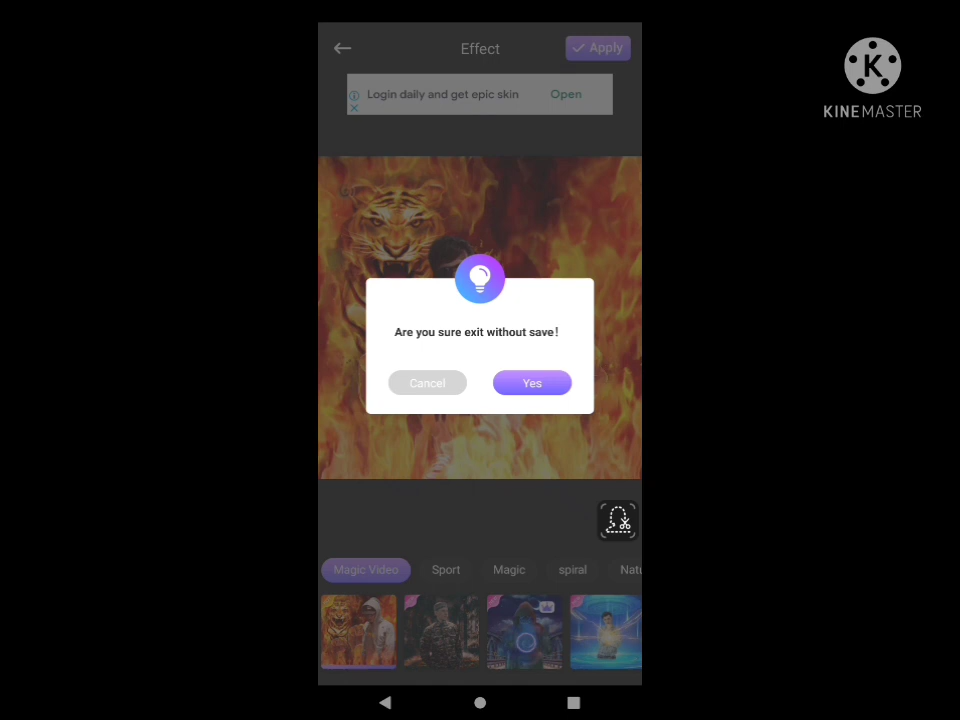 Effect
Apply
Login daily and get epic skin
Open
K
KINEMASTER
Are you sure exit without save!
Cancel
Yes
Magic Video
Sport
Magic
spiral
Natu